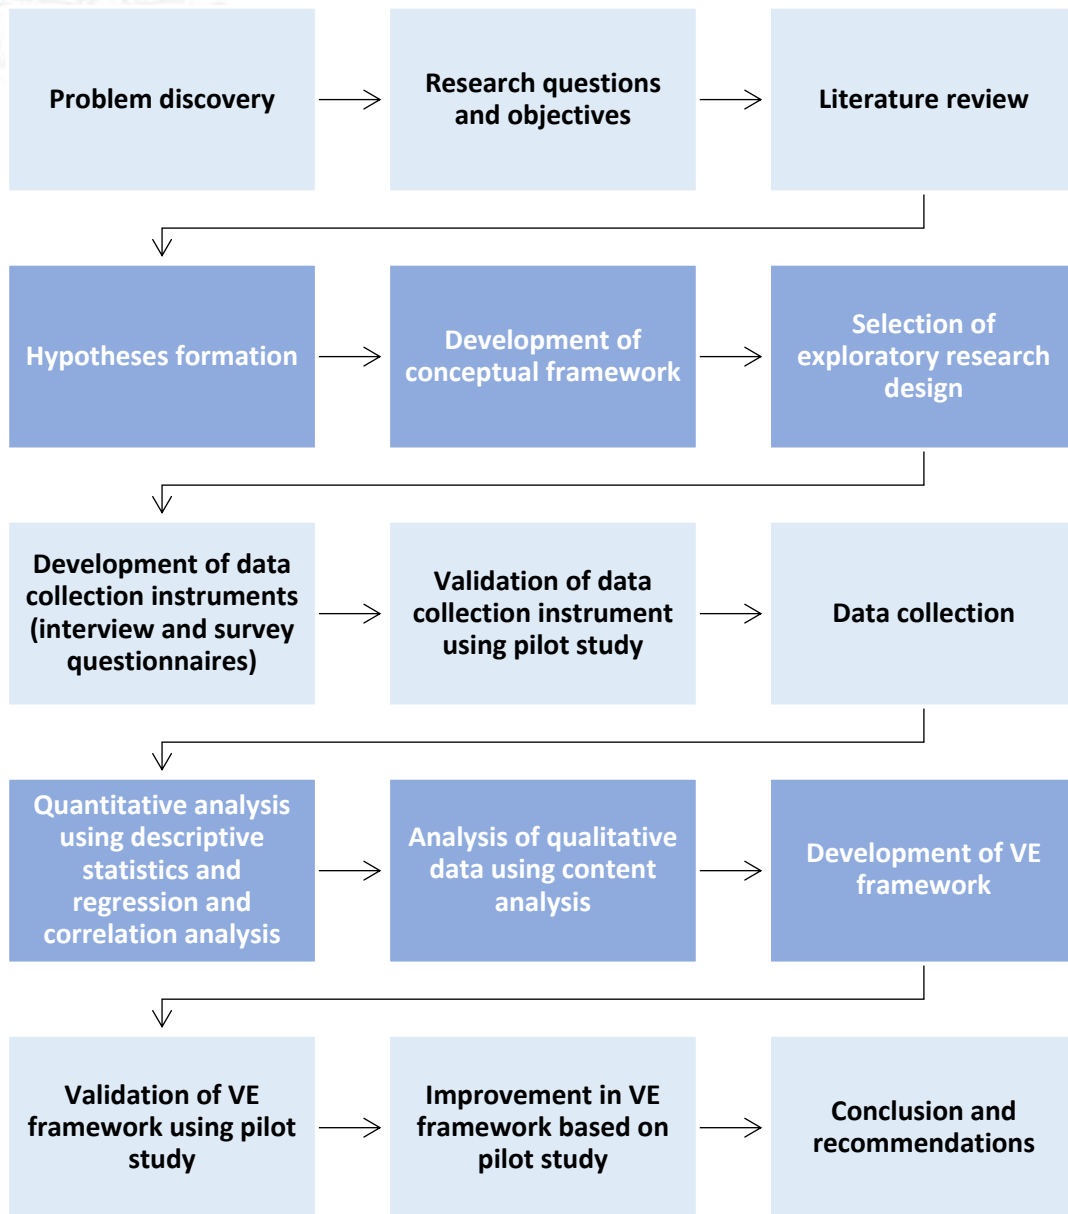 Problem discovery
Research questions
and objectives
Literature review
Hypotheses formation
Development of
conceptual framework
Selection of
exploratory research
design
Development of data
collection instruments
(interview and survey
questionnaires)
Validation of data
collection instrument
using pilot study
Data collection
Quantitative analysis
using descriptive
statistics and
regression and
correlation analysis
Analysis of qualitative
data using content
analysis
Development of VE
framework
Validation of VE
framework using pilot
study
Improvement in VE
framework based on
pilot study
Conclusion and
recommendations